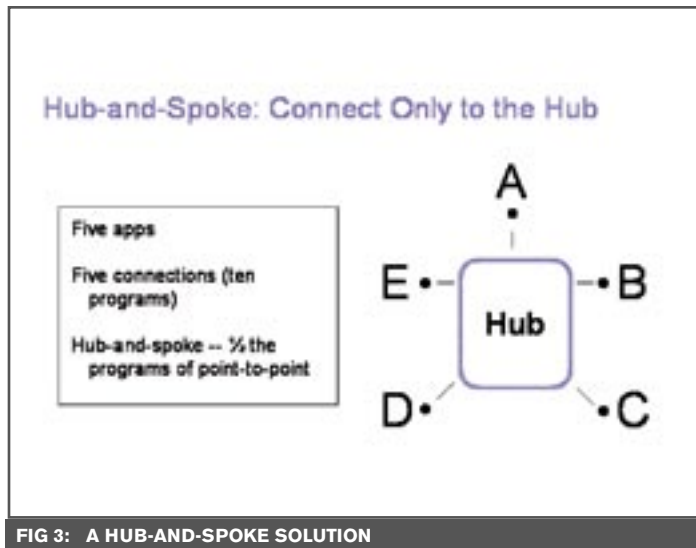 Hub-and-Spoke: Connect Only to the Hub
Five apps
Five connections (ten
programs)
Hub-and-spoke -- ½ the
programs of point-to-point
A
E
B
Hub
D
C
FIG 3: A HUB-AND-SPOKE SOLUTION